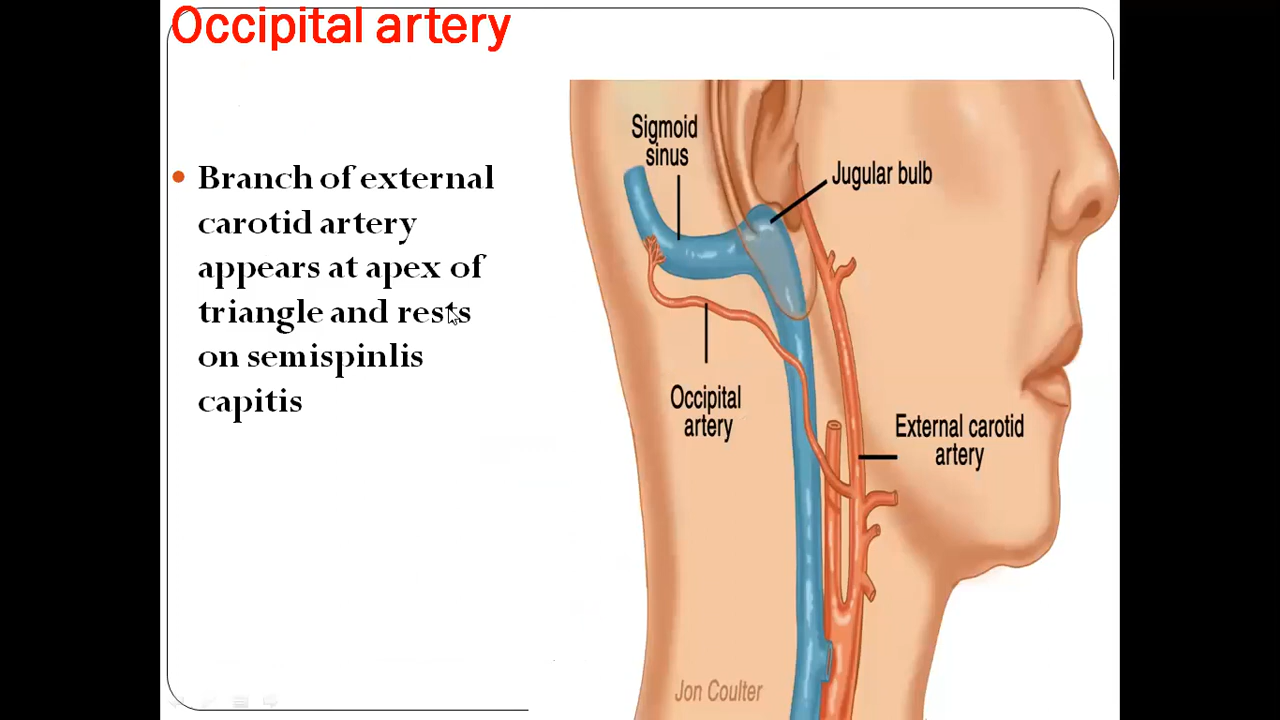 Occipital artery
Branch of external
carotid artery
appears at apex of
triangle and rests
on semispinlis
capitis
Sigmoid
sinus
Jugular bulb
Occipital
artery
External carotid
artery
Jon Coulter